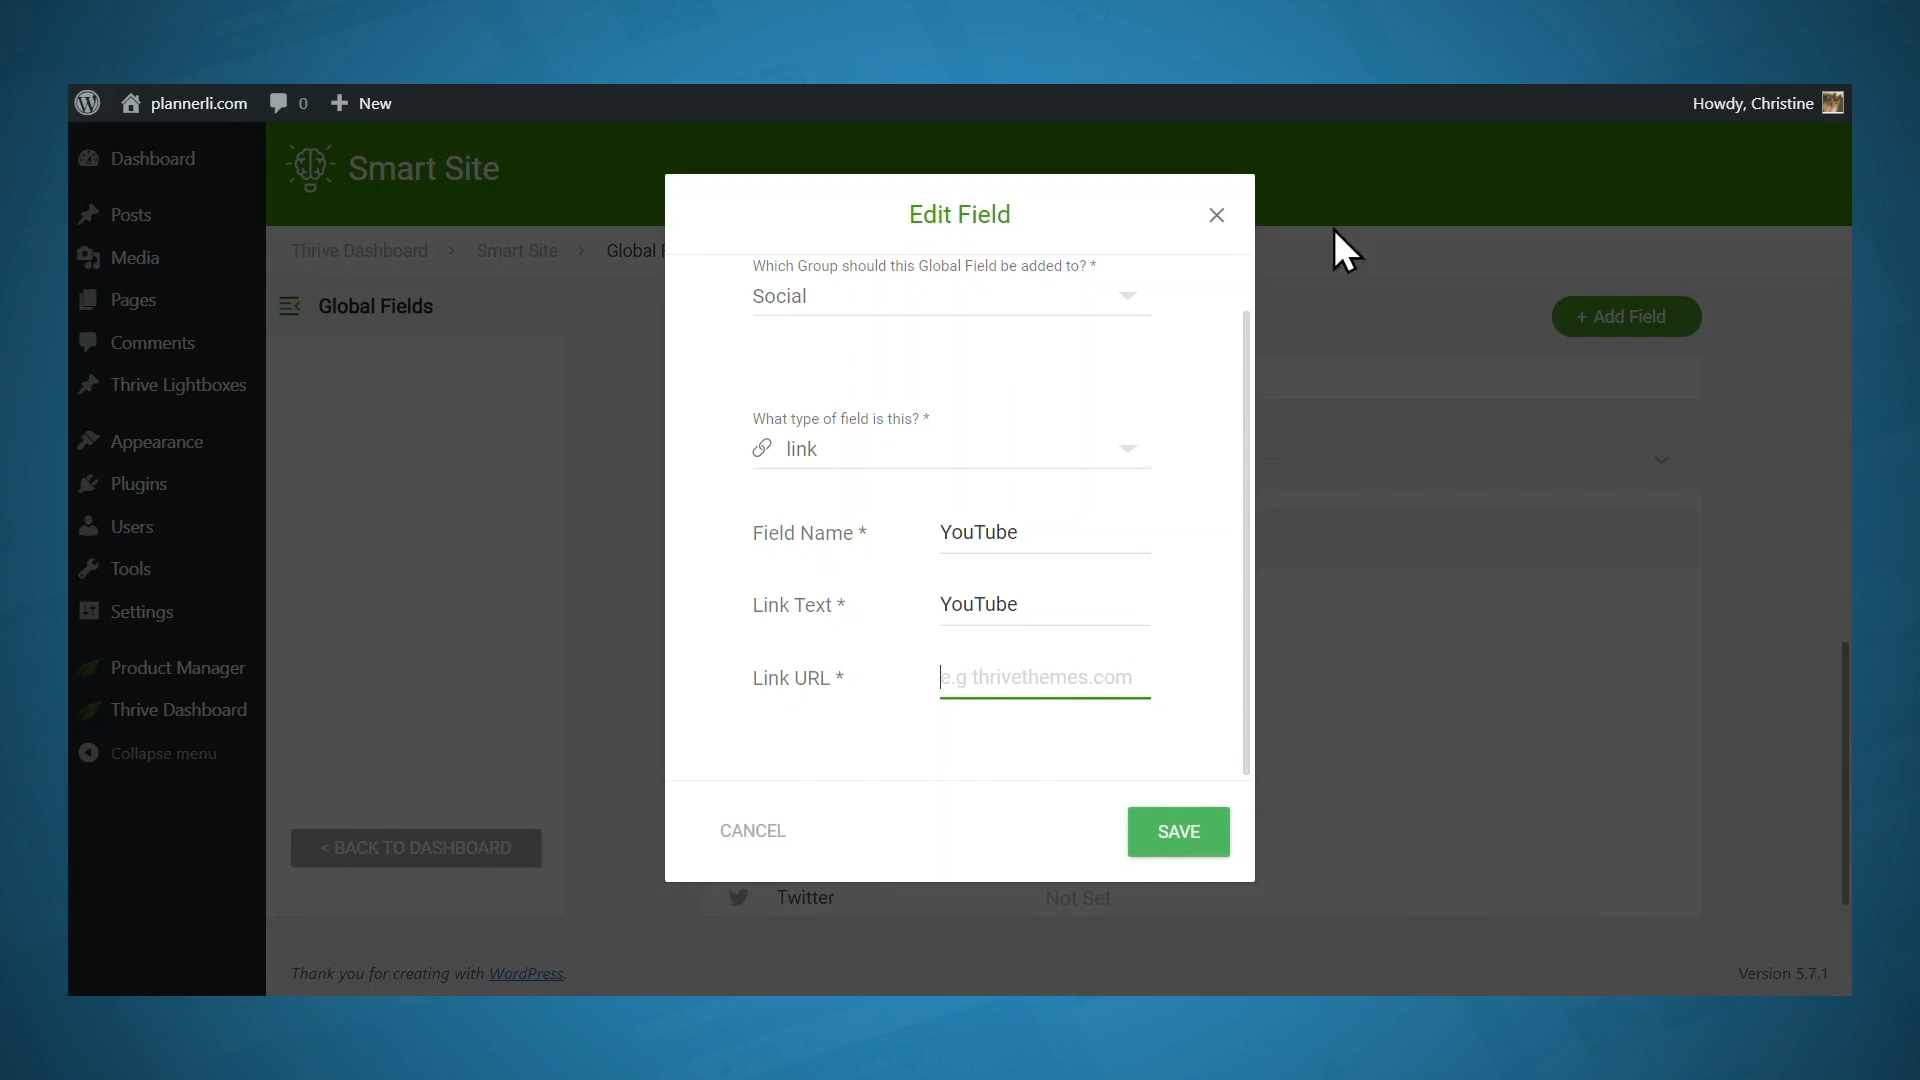 plannerli.com 0 New Howdy, Christine
Smart Site
Dashboard
Posts
Media
Pages
Comments
Thrive Lightboxes
Appearance
Plugins
Users
Tools
Settings
Product Manager
Thrive Dashboard
Collapse menu
Thrive Dashboard > Smart Site > Global
Global Fields
+ Add Field
< BACK TO DASHBOARD
Edit Field
Which Group should this Global Field be added to? *
Social
What type of field is this? *
link
Field Name * YouTube
Link Text * YouTube
Link URL * e.g thrivethemes.com
CANCEL SAVE
Twitter Not Set
Thank you for creating with WordPress.
Version 5.7.1